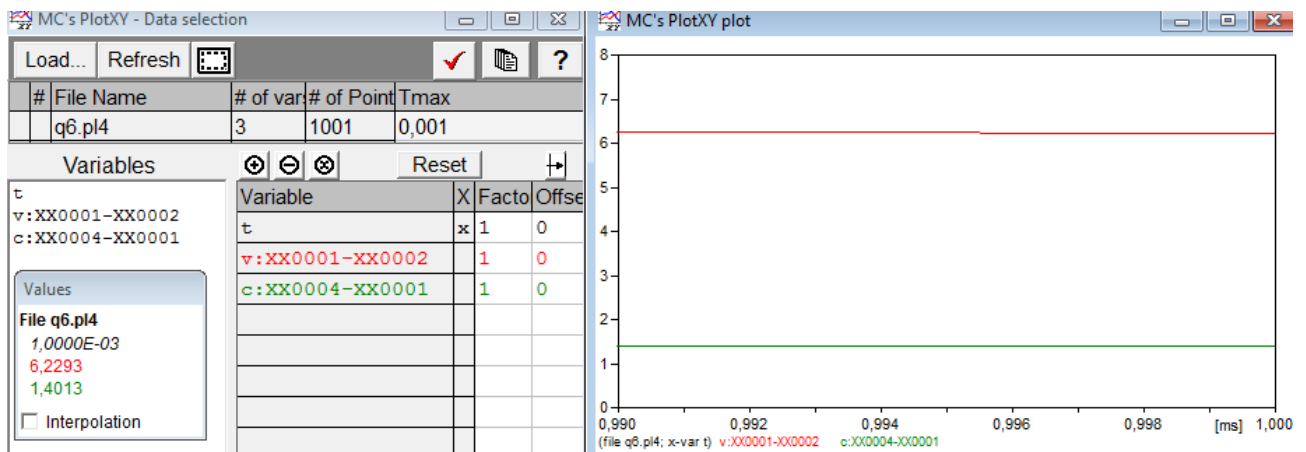 MC's PlotXY - Data selection
Load... Refresh ?
# File Name # of var: # of Point Tmax
q6.pl4 3 1001 0,001
Variables Reset
t
v:XX0001-XX0002
c:XX0004-XX0001
Variable X Facto Offse
t x 1 0
v:XX0001-XX0002 1 0
c:XX0004-XX0001 1 0
Values
File q6.pl4
1,0000E-03
6,2293
1,4013
Interpolation
MC's PlotXY plot
8
7
6
5
4
3
2
1
0
0,990 0,992 0,994 0,996 0,998 [ms] 1,000
(file q6.pl4; x-var t) v:XX0001-XX0002 c:XX0004-XX0001